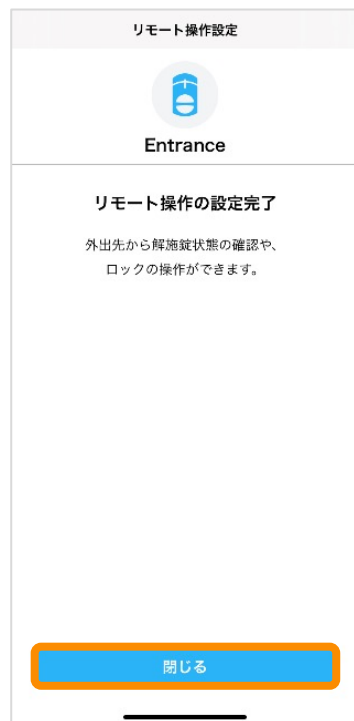 リモート操作設定
Entrance
リモート操作の設定完了
外出先から解施錠状態の確認や、
ロックの操作ができます。
閉じる